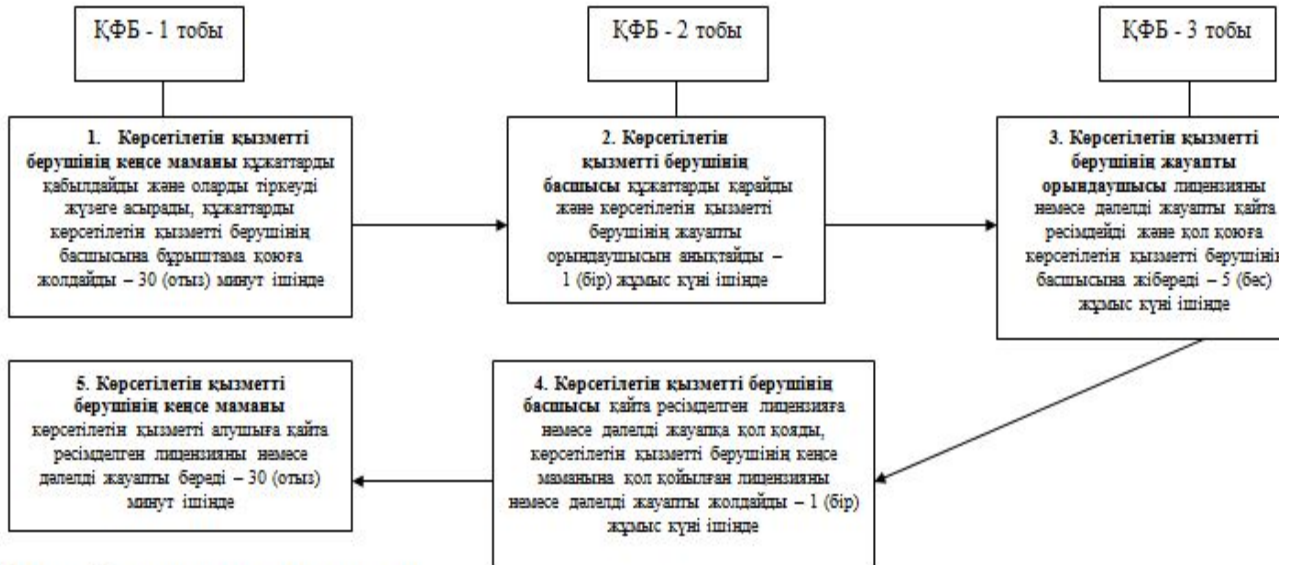 ҚФБ - 1 тобы
ҚФБ - 2 тобы
ҚФБ - 3 тобы
1. Көрсетілетін қызметті
берушінің кеңсе маманы құжаттарды
қабылдайды және оларды тіркеуді
жүзеге асырады, құжаттарды
көрсетілетін қызметті берушінің
басшысына бұрыштама қоюға
жолдайды – 30 (отыз) минут ішінде
2. Көрсетілетін
қызметті берушінің
басшысы құжаттарды қарайды
және көрсетілетін қызметті
берушінің жауапты
орындаушысын анықтайды –
1 (бір) жұмыс күні ішінде
3. Көрсетілетін қызметті
берушінің жауапты
орындаушысы лицензияны
немесе дәлелді жауапты қайта
ресімдейді және қол қоюға
көрсетілетін қызметті берушінің
басшысына жібереді – 5 (бес)
жұмыс күні ішінде
5. Көрсетілетін қызметті
берушінің кеңсе маманы
көрсетілетін қызметті алушыға қайта
ресімделген лицензияны немесе
дәлелді жауапты береді – 30 (отыз)
минут ішінде
4. Көрсетілетін қызметті берушінің
басшысы қайта ресімделген лицензияға
немесе дәлелді жауапқа қол қояды,
көрсетілетін қызметті берушінің кеңсе
маманына қол қойылған лицензияны
немесе дәлелді жауапты жолдайды – 1 (бір)
жұмыс күні ішінде